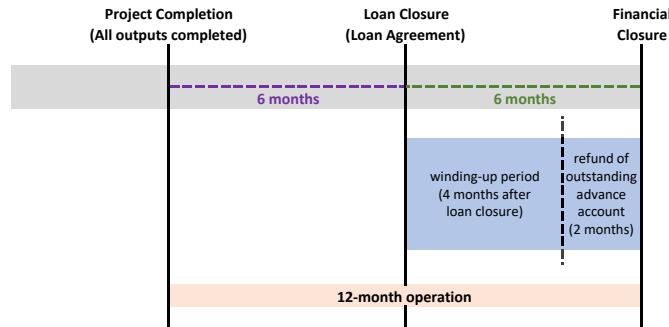 Project Completion
(All outputs completed)
Loan Closure
(Loan Agreement)
Financial
Closure
6 months
6 months
winding-up period
(4 months after
loan closure)
refund of
outstanding
advance
account
(2 months)
12-month operation